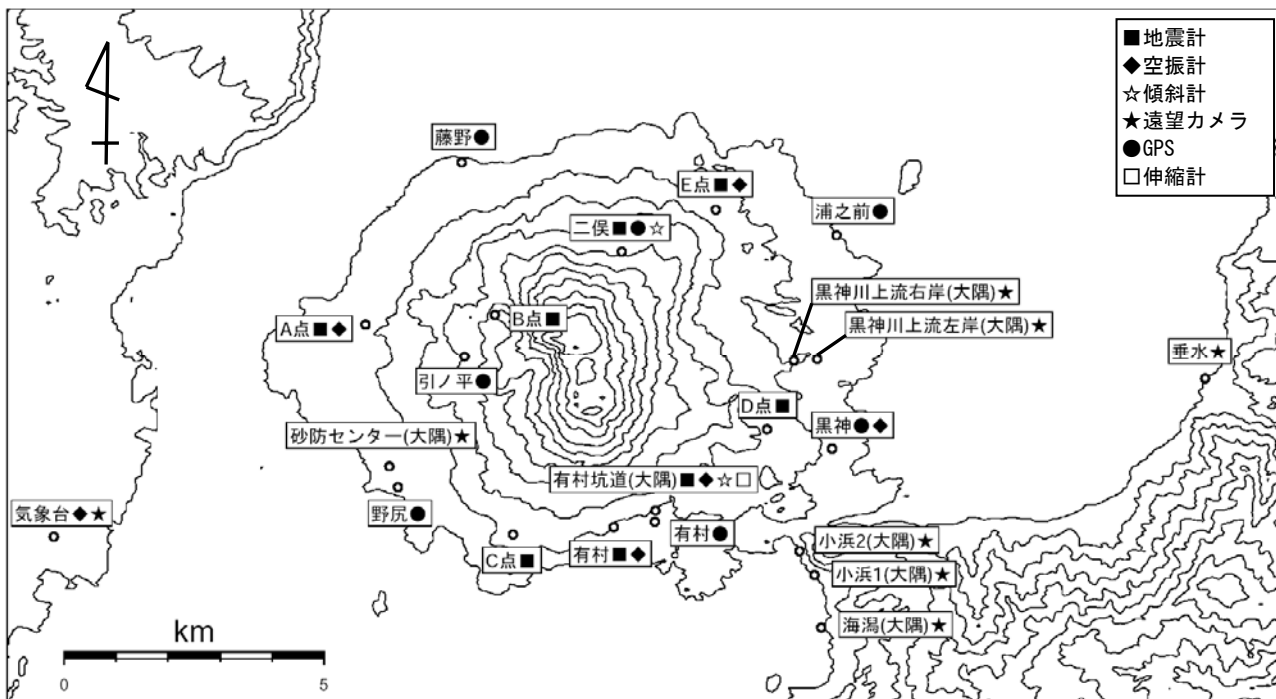 ■地震計
◆空振計
☆傾斜計
★遠望カメラ
●GPS
□伸縮計
藤野●
E点■◆
浦之前●
二俣■●☆
黒神川上流右岸(大隅)★
黒神川上流左岸(大隅)★
A点■◆
B点■
垂水★
引ノ平●
D点■
黒神●◆
砂防センター(大隅)★
有村坑道(大隅)■◆☆□
気象台◆★
野尻●
有村●
小浜2(大隅)★
C点■
有村■◆
小浜1(大隅)★
海潟(大隅)★
km
0 5